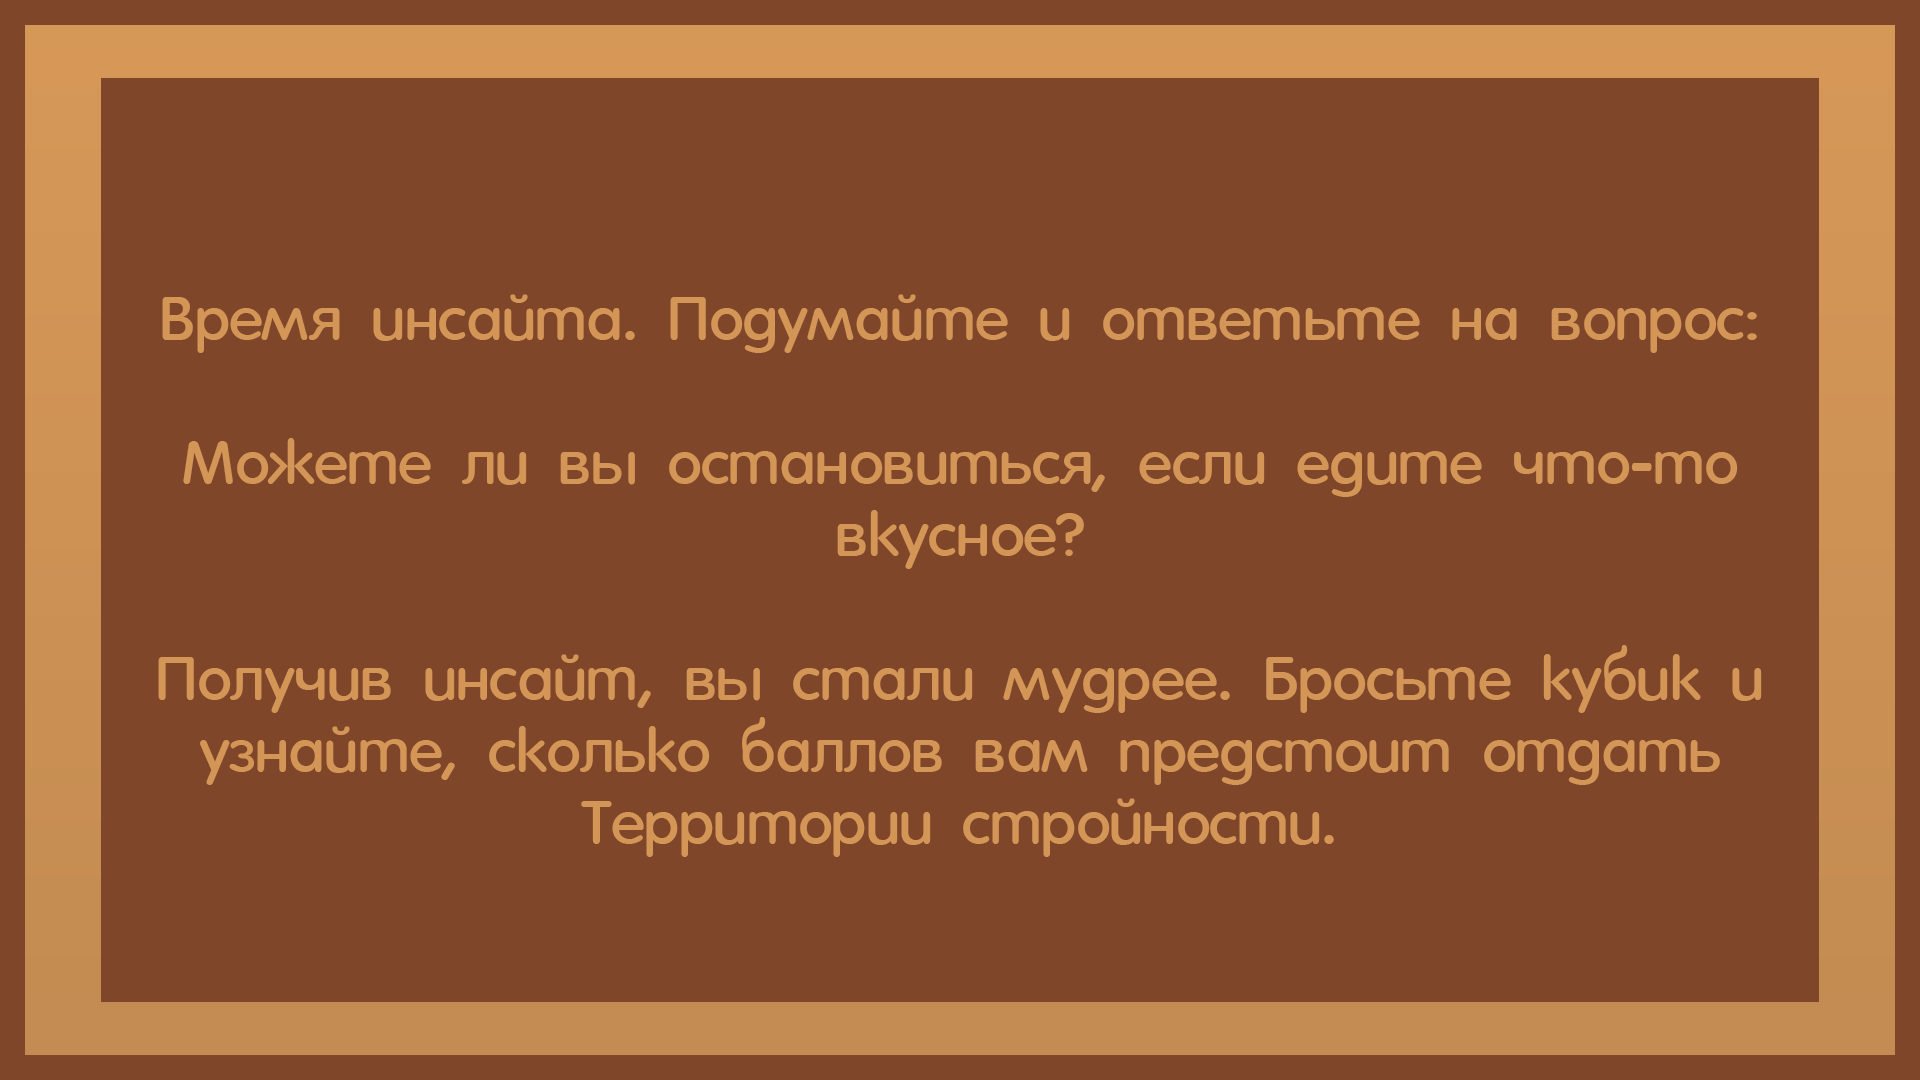 Время инсайта. Подумайте и ответьте на вопрос:
Можете ли вы остановиться, если едите что-то
вкусное?
Получив инсайт, вы стали мудрее. Бросьте кубик и
узнайте, сколько баллов вам предстоит отдать
Территории стройности.